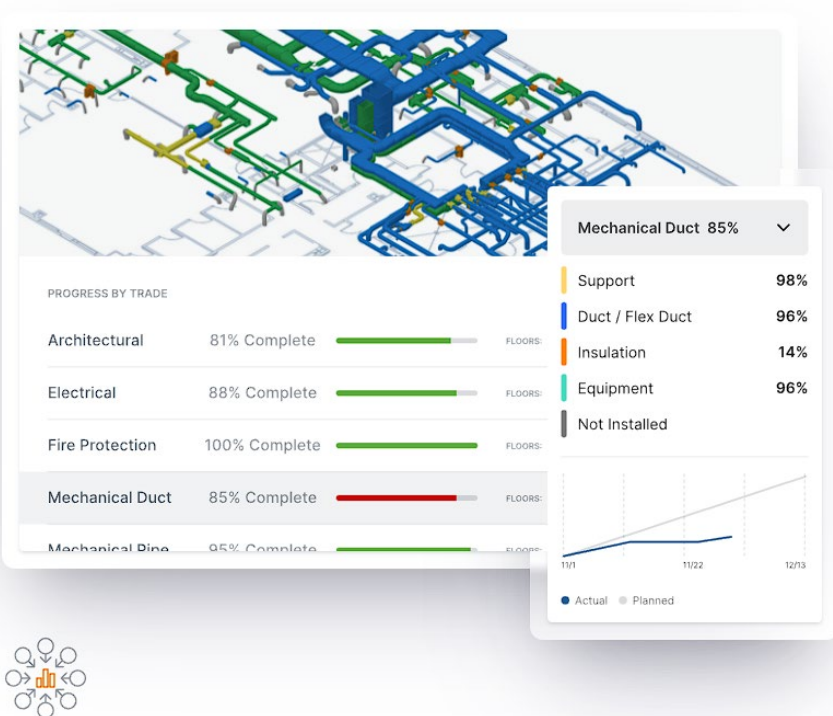 PROGRESS BY TRADE
Architectural 81% Complete FLOORS:
Electrical 88% Complete FLOORS:
Fire Protection 100% Complete FLOORS:
Mechanical Duct 85% Complete FLOORS:
Mechanical Pipe 95% Complete FLOORS:
Mechanical Duct 85%
Support 98%
Duct / Flex Duct 96%
Insulation 14%
Equipment 96%
Not Installed
11/1 11/22 12/13
Actual Planned